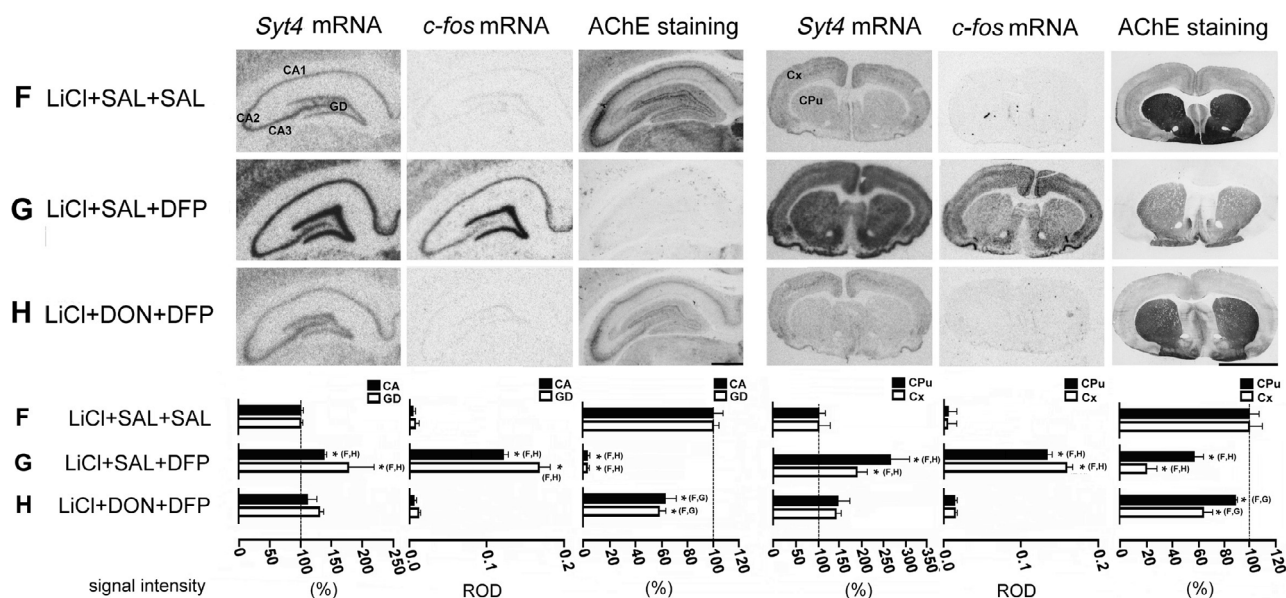 Syt4 mRNA c-fos mRNA AChE staining Syt4 mRNA c-fos mRNA AChE staining
F LiCl+SAL+SAL
CA1
GD
CA2
CA3
Cx
CPu
G LiCl+SAL+DFP
H LiCl+DON+DFP
CA CA CPu CPu CPu
GD GD Cx Cx Cx
F LiCl+SAL+SAL
G LiCl+SAL+DFP
* (F,H) * (F,H) * (F,H) * (F,H) * (F,H) * (F,H)
* (F,H) * (F,H) * (F,H) * (F,H) * (F,H) * (F,H)
H LiCl+DON+DFP
* (F,G) * (F,G)
* (F,G) * (F,G)
0 50 100 150 200 250 0 0.1 0.2 0 20 40 60 80 100 120 0 50 100 150 200 250 300 350 0 0.1 0.2 0 20 40 60 80 100 120
signal intensity (%) ROD (%) (%) ROD (%)